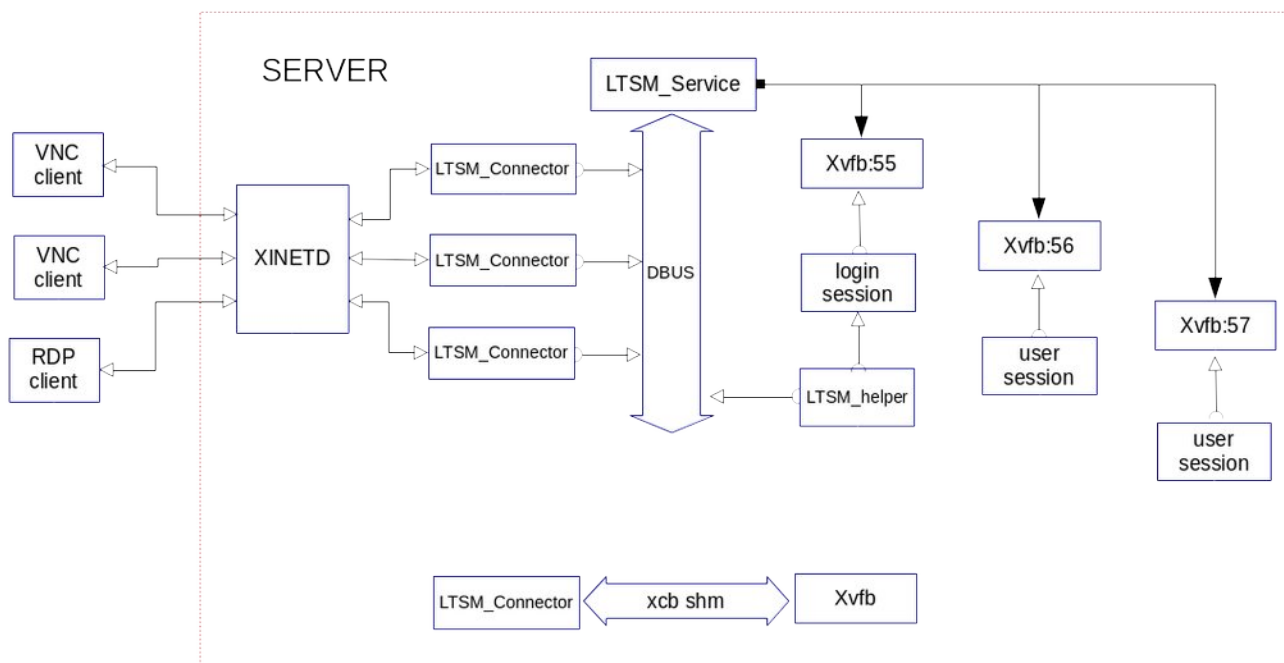 SERVER
LTSM_Service
VNC
client
LTSM_Connector
Xvfb:55
XINETD
VNC
client
LTSM_Connector
DBUS
login
session
Xvfb:56
Xvfb:57
RDP
client
LTSM_Connector
LTSM_helper
user
session
user
session
LTSM_Connector
xcb shm
Xvfb